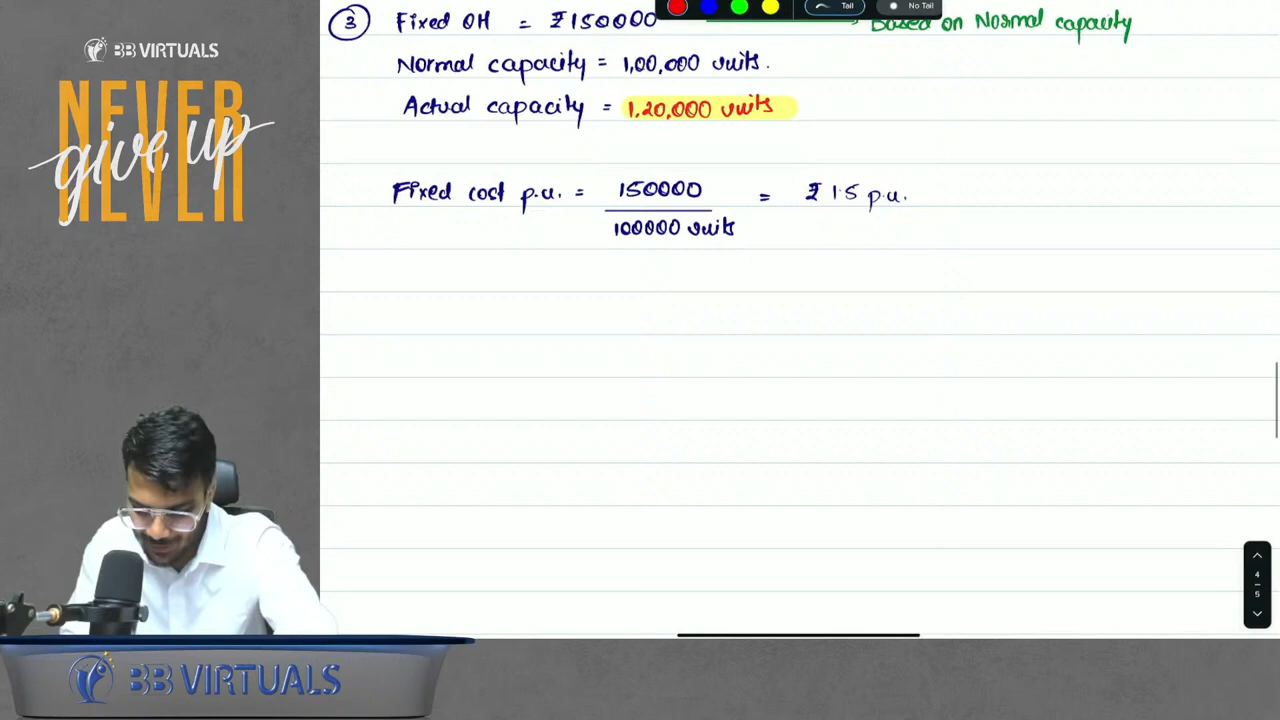 ③ Fixed OH = ₹150000 Based on Normal capacity
Normal capacity = 1,00,000 units.
Actual capacity = 1,20,000 units
Fixed cost p.u. = 150000 = ₹1.5 p.u.
100000 units
Tail
No Tail
BB VIRTUALS
NEVER
give up
NEVER
4
5
BB VIRTUALS